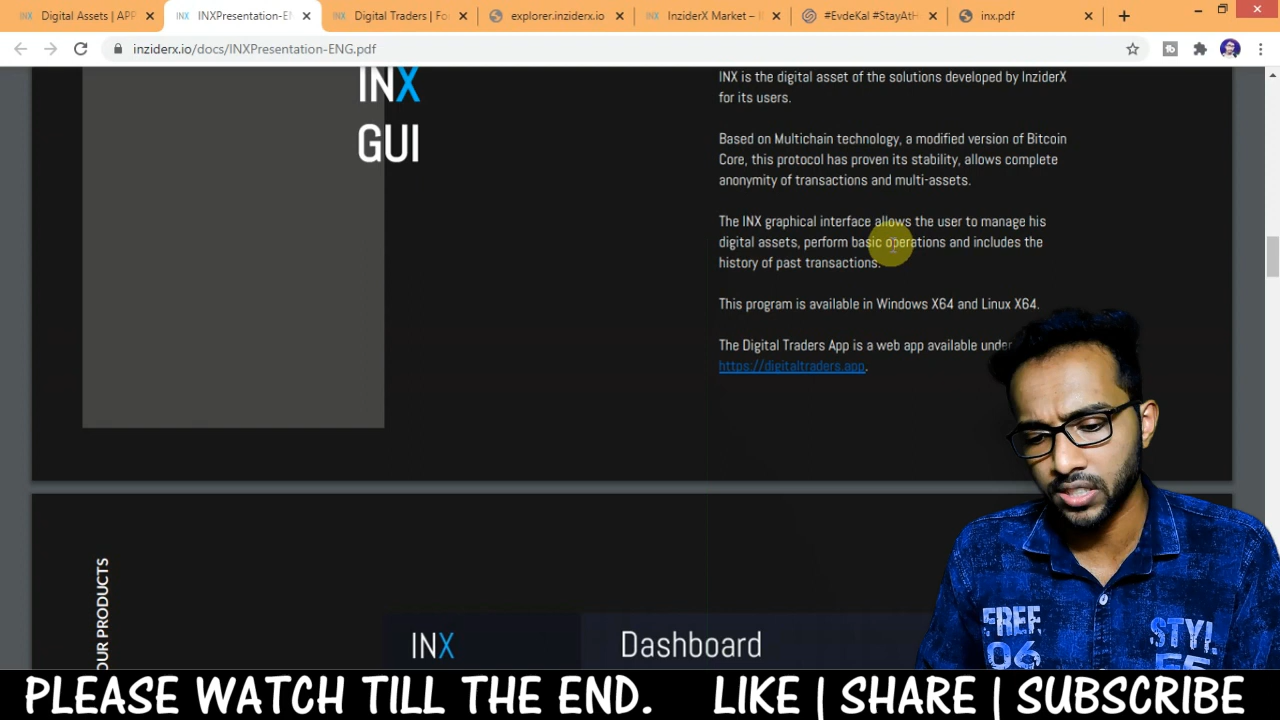 Digital Assets | APP
INXPresentation-EN
Digital Traders | Fo
explorer.inziderx.io
InziderX Market – I
#EvdeKal #StayAtH
inx.pdf
inziderx.io/docs/INXPresentation-ENG.pdf
INX
GUI
INX is the digital asset of the solutions developed by InziderX
for its users.
Based on Multichain technology, a modified version of Bitcoin
Core, this protocol has proven its stability, allows complete
anonymity of transactions and multi-assets.
The INX graphical interface allows the user to manage his
digital assets, perform basic operations and includes the
history of past transactions.
This program is available in Windows X64 and Linux X64.
The Digital Traders App is a web app available under
https://digitaltraders.app.
OUR PRODUCTS
INX
Dashboard
FREE
06
STYL
PLEASE WATCH TILL THE END. LIKE | SHARE | SUBSCRIBE